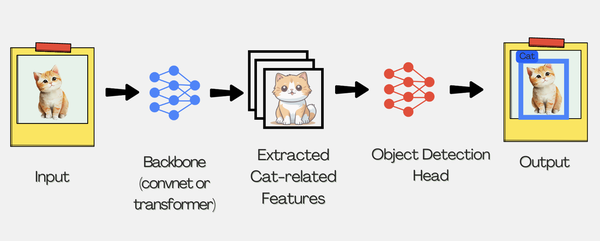 Cat
Input
Backbone
(convnet or
transformer)
Extracted
Cat-related
Features
Object Detection
Head
Output